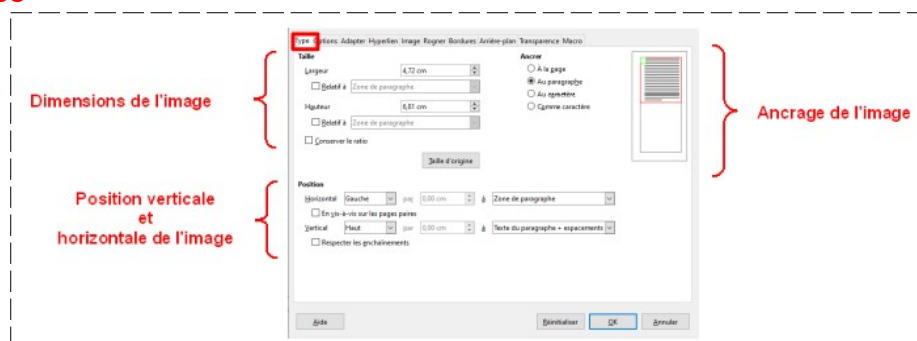 Type Options Adapter Hyperlien Image Rogner Bordures Arrière-plan Transparence Macro
Taille
Largeur 4,72 cm
Relatif à Zone de paragraphe
Hauteur 6,81 cm
Relatif à Zone de paragraphe
Conserver le ratio
Taille d'origine
Ancrer
À la page
Au paragraphe
Au caractère
Comme caractère
Dimensions de l'image
Ancrage de l'image
Position
Horizontal Gauche par 0,00 cm à Zone de paragraphe
En vis-à-vis sur les pages paires
Vertical Haut par 0,00 cm à Texte du paragraphe + espacements
Respecter les enchaînements
Position verticale
et
horizontale de l'image
Aide Réinitialiser OK Annuler